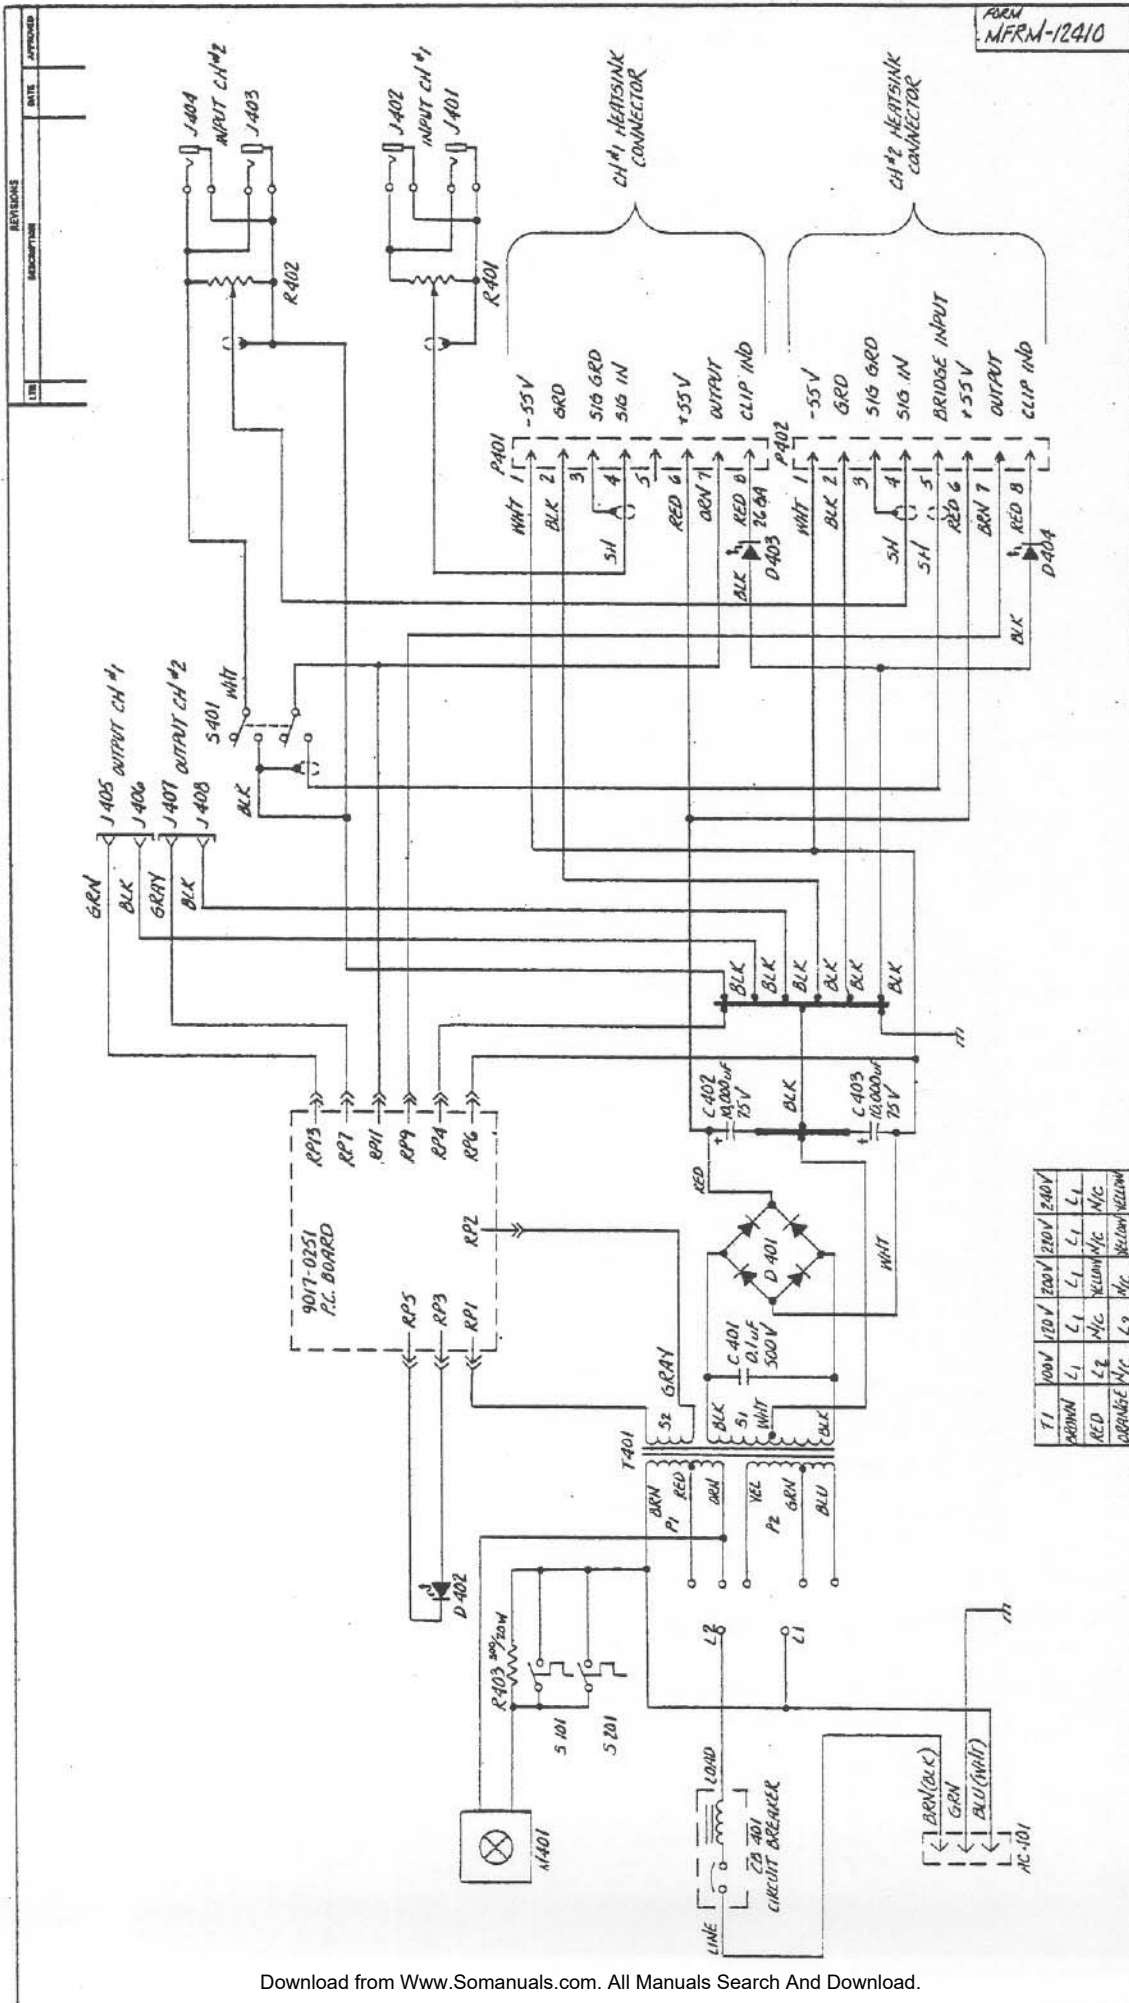 FORM
MFRM-12410
REVISIONS
LTR
DESCRIPTION
DATE
APPROVED
J404
INPUT CH #2
J403
R402
J402
INPUT CH #1
J401
R401
CH #1 HEATSINK
CONNECTOR
CH #2 HEATSINK
CONNECTOR
P401
WHT 1 -55V
BLK 2 GRD
3 SIG GRD
SH 4 SIG IN
5
RED 6 +55V
ORN 7 OUTPUT
RED 8 CLIP IND
26GA
BLK
D403
P402
WHT 1 -55V
BLK 2 GRD
3 SIG GRD
SH 4 SIG IN
SH 5 BRIDGE INPUT
RED 6 +55V
BRN 7 OUTPUT
RED 8 CLIP IND
D404
BLK
WHT
S401
BLK
J405
OUTPUT CH #1
J406
J407
OUTPUT CH #2
J408
GRN
BLK
GRAY
BLK
BLK
BLK
BLK
BLK
BLK
BLK
RP13
RP7
RP11
RP9
RP4
RP6
9017-0251
P.C. BOARD
RP2
RP5
RP3
RP1
C402
10,000uF
75V
BLK
C403
10,000uF
75V
RED
D401
WHT
C401
0.1uF
500V
GRAY
S2
BLK
S1
WHT
BLK
T401
BRN
P1
RED
ORN
YEL
P2
GRN
BLU
D402
R403
20W
S101
S201
L2
L1
LOAD
CB 401
CIRCUIT BREAKER
LINE
BRN(BLK)
GRN
BLU(WHT)
T1 100V 120V 200V 220V 240V
BROWN L1 L1 L1 L1 L1
RED L2 N/C YELLOW N/C N/C
ORANGE N/C L2 N/C YELLOW YELLOW
Download from Www.Somanuals.com. All Manuals Search And Download.